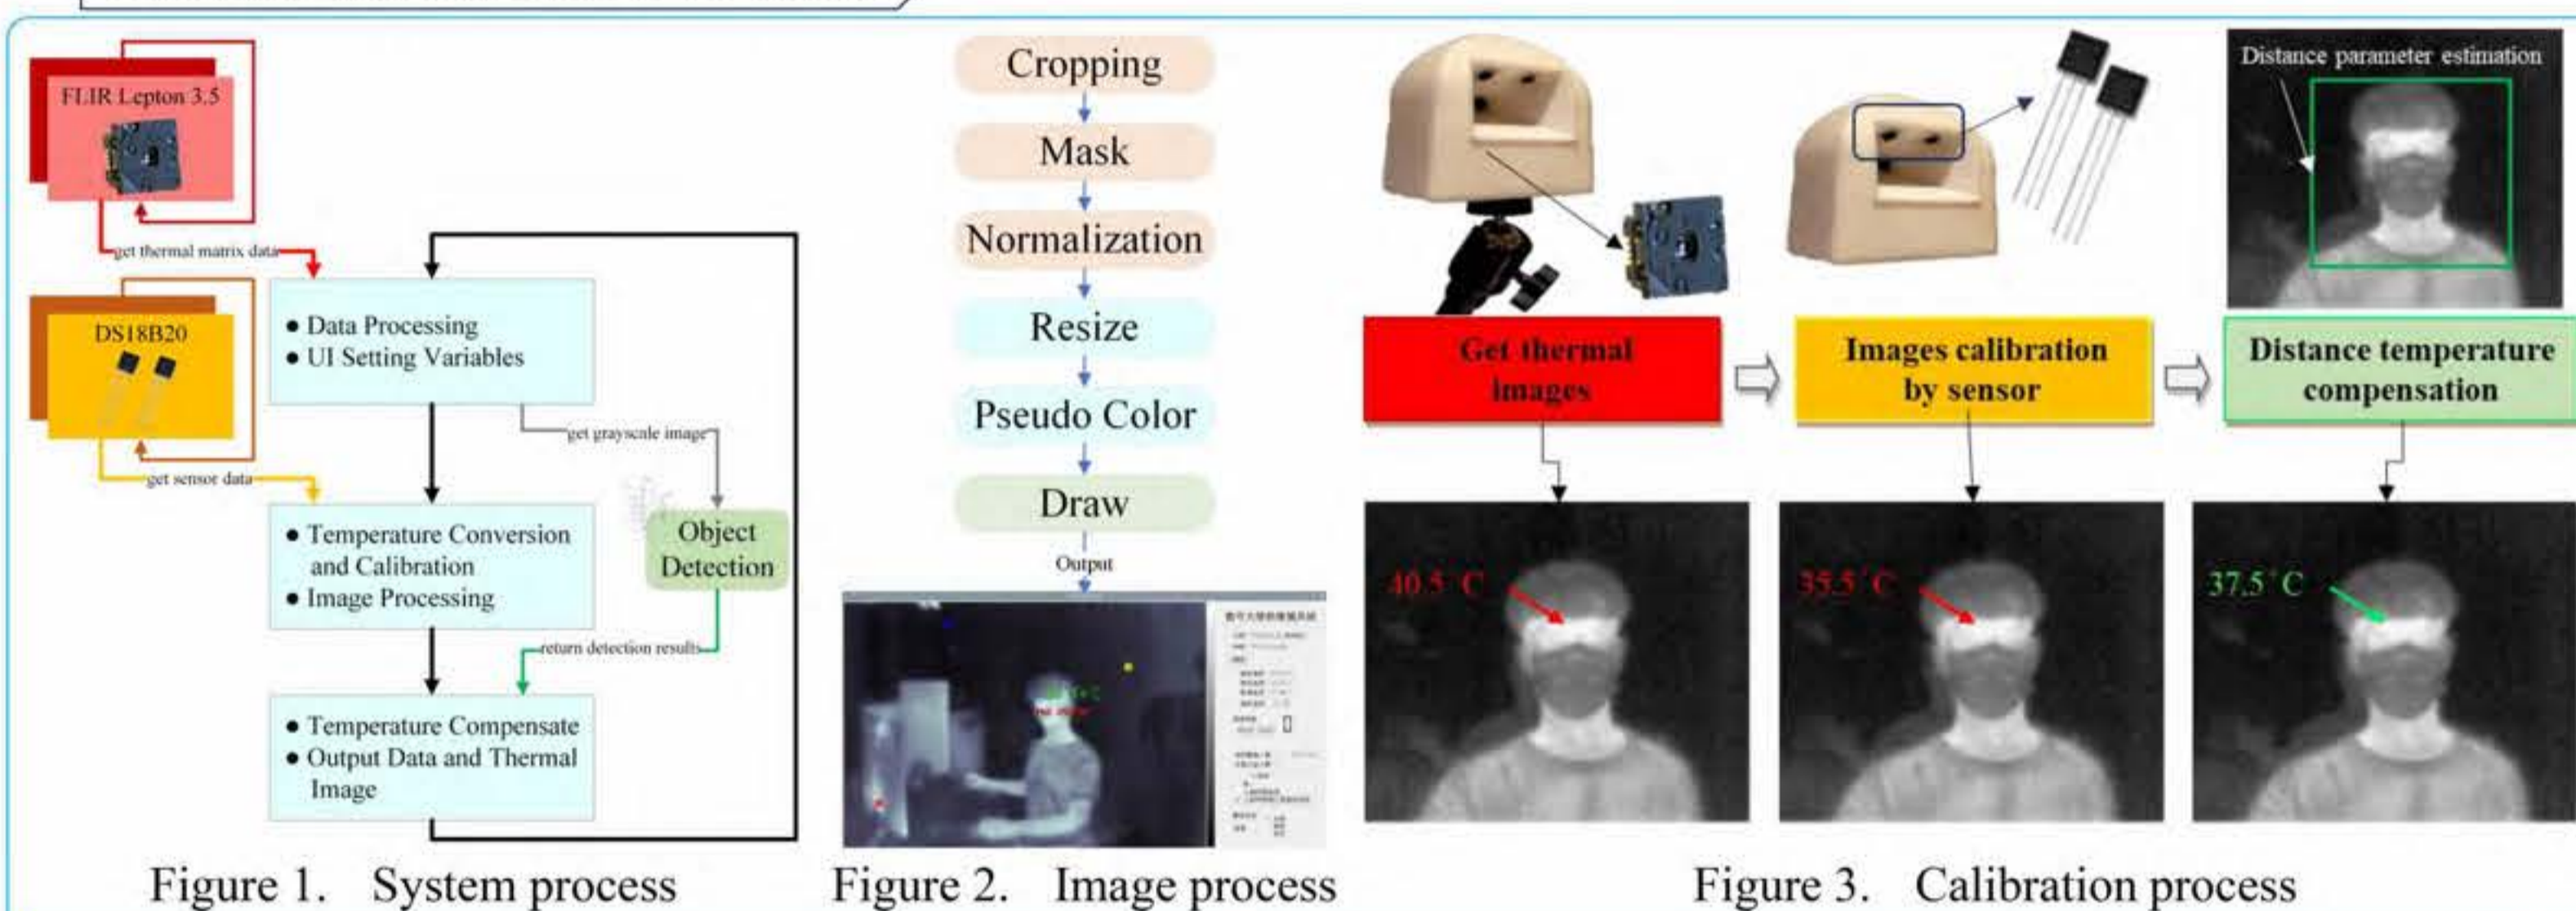 FLIR Lepton 3.5
get thermal matrix data
DS18B20
get sensor data
● Data Processing
● UI Setting Variables
get grayscale image
● Temperature Conversion
and Calibration
● Image Processing
Object
Detection
return detection results
● Temperature Compensate
● Output Data and Thermal
Image
Figure 1. System process
Cropping
Mask
Normalization
Resize
Pseudo Color
Draw
Output
Figure 2. Image process
Distance parameter estimation
Get thermal
images
Images calibration
by sensor
Distance temperature
compensation
40.5°C
35.5°C
37.5°C
Figure 3. Calibration process